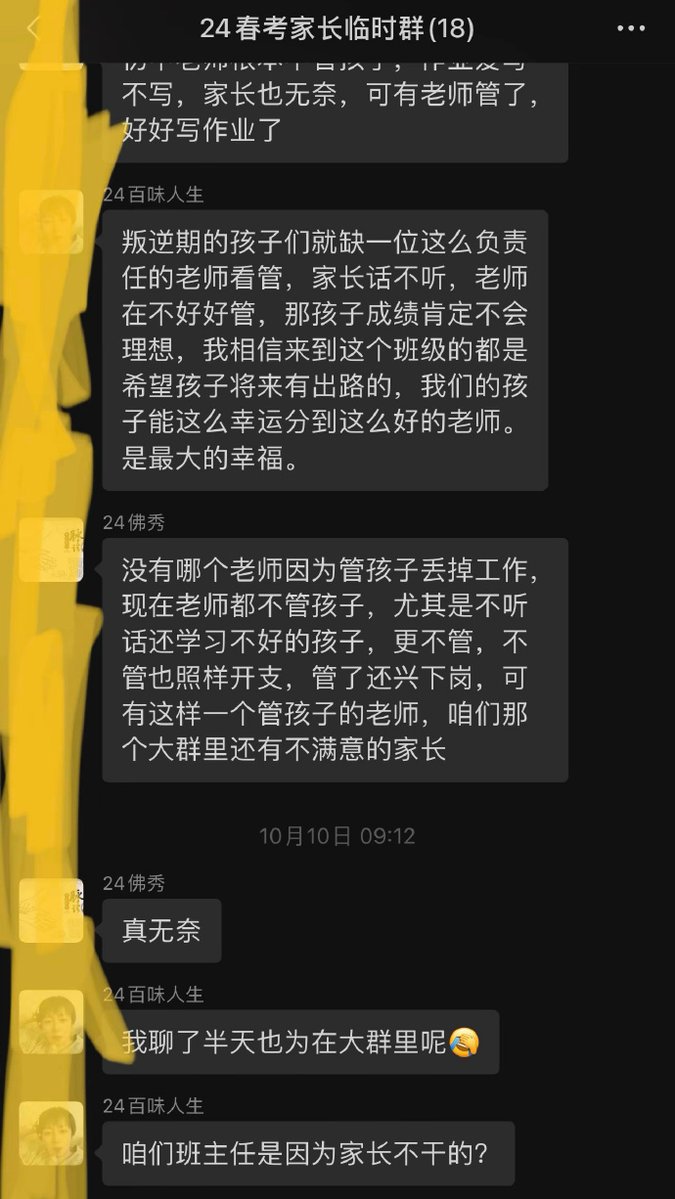 24春考家长临时群(18)
不写，家长也无奈，可有老师管了，
好好写作业了
24百味人生
叛逆期的孩子们就缺一位这么负责
任的老师看管，家长话不听，老师
在不好好管，那孩子成绩肯定不会
理想，我相信来到这个班级的都是
希望孩子将来有出路的，我们的孩
子能这么幸运分到这么好的老师。
是最大的幸福。
24佛秀
没有哪个老师因为管孩子丢掉工作，
现在老师都不管孩子，尤其是不听
话还学习不好的孩子，更不管，不
管也照样开支，管了还兴下岗，可
有这样一个管孩子的老师，咱们那
个大群里还有不满意的家长
10月10日 09:12
24佛秀
真无奈
24百味人生
我聊了半天也为在大群里呢
24百味人生
咱们班主任是因为家长不干的?